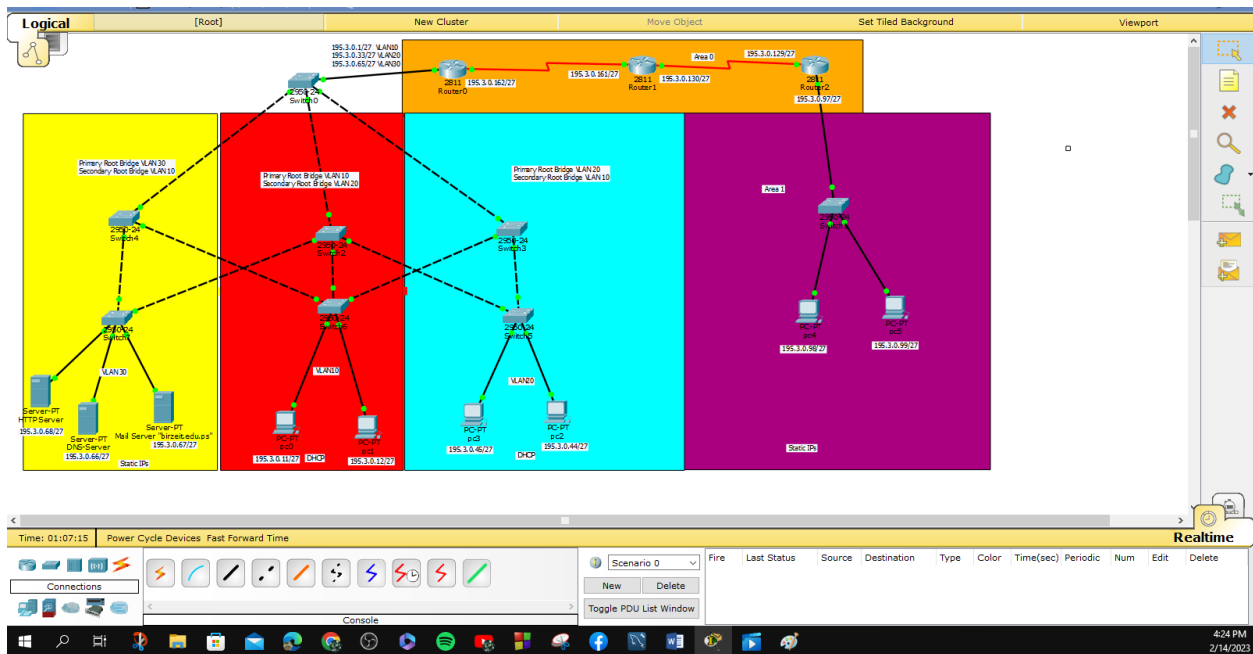 Logical
[Root]
New Cluster
Move Object
Set Tiled Background
Viewport
195.3.0.1/27 VLAN10
195.3.0.33/27 VLAN20
195.3.0.65/27 VLAN30
2811
Router0
195.3.0.162/27
195.3.0.161/27
2811
Router1
195.3.0.130/27
Area 0
195.3.0.129/27
2811
Router2
195.3.0.97/27
2950-24
Switch0
Primary Root Bridge VLAN 30
Secondary Root Bridge VLAN 10
Primary Root Bridge VLAN 10
Secondary Root Bridge VLAN 20
Primary Root Bridge VLAN 20
Secondary Root Bridge VLAN 10
Area 1
2950-24
Switch4
2950-24
Switch2
2950-24
Switch3
2950-24
2950-24
2950-24
Switch5
VLAN 30
VLAN10
VLAN20
PC-PT
pc4
195.3.0.98/27
PC-PT
pc5
195.3.0.99/27
Server-PT
HTTP Server
195.3.0.68/27
Server-PT
DNS-Server
195.3.0.66/27
Server-PT
Mail Server "birzeit.edu.ps"
195.3.0.67/27
Static IPs
PC-PT
pc0
195.3.0.11/27
DHCP
PC-PT
pc1
195.3.0.12/27
PC-PT
pc3
195.3.0.45/27
PC-PT
pc2
195.3.0.44/27
DHCP
Static IPs
Time: 01:07:15
Power Cycle Devices Fast Forward Time
Realtime
Connections
Console
Scenario 0
New
Delete
Toggle PDU List Window
Fire
Last Status
Source
Destination
Type
Color
Time(sec)
Periodic
Num
Edit
Delete
4:24 PM
2/14/2023